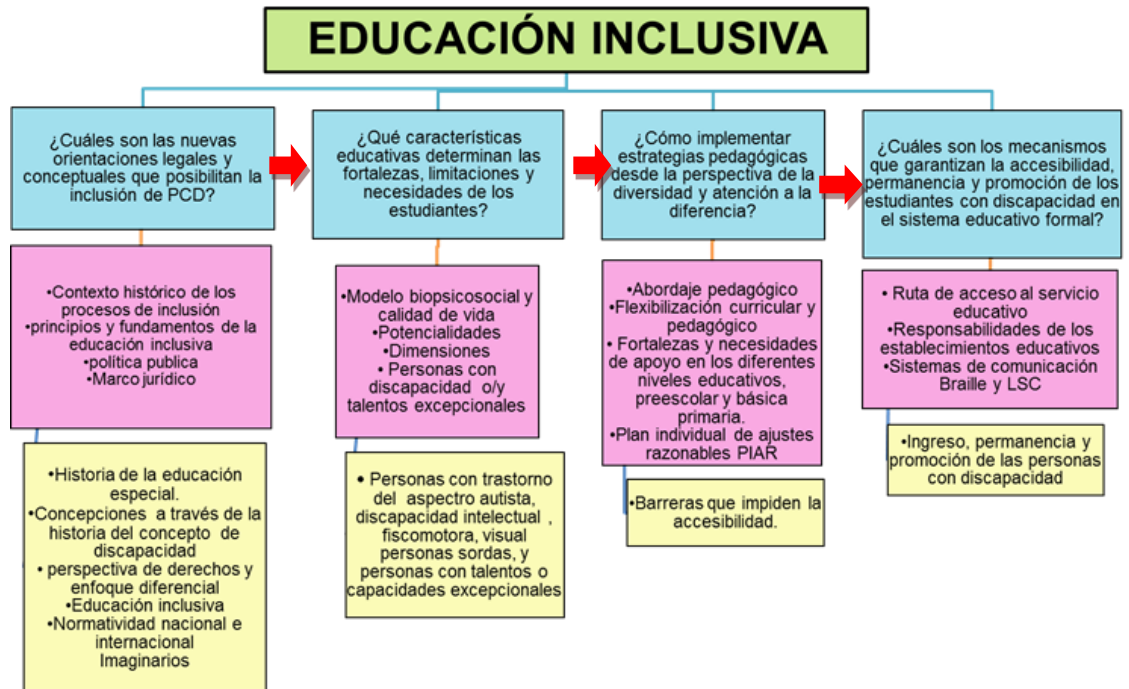 EDUCACIÓN INCLUSIVA
¿Cuáles son las nuevas
orientaciones legales y
conceptuales que posibilitan la
inclusión de PCD?
¿Qué características
educativas determinan las
fortalezas, limitaciones y
necesidades de los
estudiantes?
¿Cómo implementar
estrategias pedagógicas
desde la perspectiva de la
diversidad y atención a la
diferencia?
¿Cuáles son los mecanismos
que garantizan la accesibilidad,
permanencia y promoción de los
estudiantes con discapacidad en
el sistema educativo formal?
•Contexto histórico de los
procesos de inclusión
•principios y fundamentos de la
educación inclusiva
•política publica
•Marco jurídico
•Modelo biopsicosocial y
calidad de vida
•Potencialidades
•Dimensiones
• Personas con
discapacidad o/y
talentos excepcionales
•Abordaje pedagógico
•Flexibilización curricular y
pedagógico
• Fortalezas y necesidades
de apoyo en los diferentes
niveles educativos,
preescolar y básica
primaria.
•Plan individual de ajustes
razonables PIAR
• Ruta de acceso al servicio
educativo
• Responsabilidades de los
establecimientos educativos
•Sistemas de comunicación
Braille y LSC
•Historia de la educación
especial.
•Concepciones a través de la
historia del concepto de
discapacidad
• perspectiva de derechos y
enfoque diferencial
•Educación inclusiva
•Normatividad nacional e
internacional
Imaginarios
• Personas con trastorno
del aspectro autista,
discapacidad intelectual ,
fiscomotora, visual
personas sordas, y
personas con talentos o
capacidades excepcionales
•Barreras que impiden la
accesibilidad.
•Ingreso, permanencia y
promoción de las personas
con discapacidad